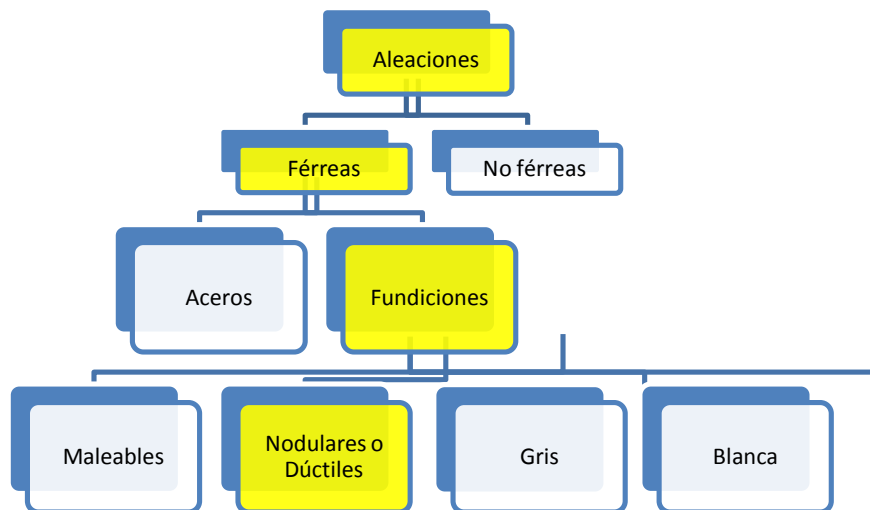 Aleaciones
Férreas
No férreas
Aceros
Fundiciones
Maleables
Nodulares o
Dúctiles
Gris
Blanca